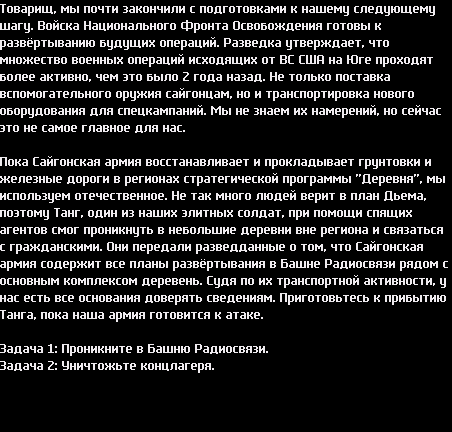 Товарищ, мы почти закончили с подготовками к нашему следующему
шагу. Войска Национального Фронта Освобождения готовы к
развёртыванию будущих операций. Разведка утверждает, что
множество военных операций исходящих от ВС США на Юге проходят
более активно, чем это было 2 года назад. Не только поставка
вспомогательного оружия сайгонцам, но и транспортировка нового
оборудования для спецкампаний. Мы не знаем их намерений, но сейчас
это не самое главное для нас.

Пока Сайгонская армия восстанавливает и прокладывает грунтовки и
железные дороги в регионах стратегической программы "Деревня", мы
используем отечественное. Не так много людей верит в план Дьема,
поэтому Танг, один из наших элитных солдат, при помощи спящих
агентов смог проникнуть в небольшие деревни вне региона и связаться
с гражданскими. Они передали разведданные о том, что Сайгонская
армия содержит все планы развёртывания в Башне Радиосвязи рядом с
основным комплексом деревень. Судя по их транспортной активности, у
нас есть все основания доверять сведениям. Приготовьтесь к прибытию
Танга, пока наша армия готовится к атаке.

Задача 1: Проникните в Башню Радиосвязи.
Задача 2: Уничтожьте концлагеря.